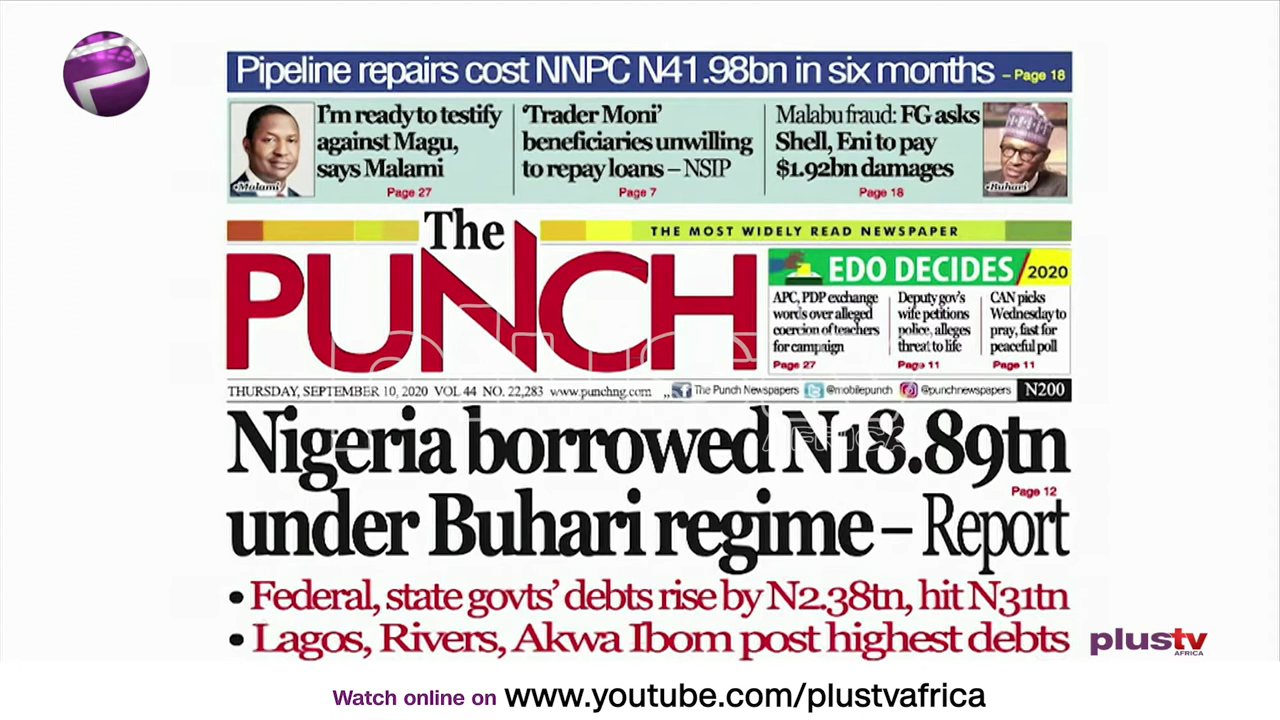 Pipeline repairs cost NNPC N41.98bn in six months – Page 18
I'm ready to testify
against Magu,
says Malami
Page 27
•Malami
'Trader Moni'
beneficiaries unwilling
to repay loans – NSIP
Page 7
Malabu fraud: FG asks
Shell, Eni to pay
$1.92bn damages
Page 18
•Buhari
The
PUNCH
THE MOST WIDELY READ NEWSPAPER
EDO DECIDES/2020
APC, PDP exchange
words over alleged
coercion of teachers
for campaign
Page 27
Deputy gov's
wife petitions
police, alleges
threat to life
Page 11
CAN picks
Wednesday to
pray, fast for
peaceful poll
Page 11
THURSDAY, SEPTEMBER 10, 2020 VOL 44 NO. 22,283 www.punchng.com ,, The Punch Newspapers @mobilepunch @punchnewspapers N200
Nigeria borrowed N18.89tn
Page 12
under Buhari regime – Report
• Federal, state govts' debts rise by N2.38tn, hit N31tn
• Lagos, Rivers, Akwa Ibom post highest debts
plustv
AFRICA
plustv
AFRICA
Watch online on www.youtube.com/plustvafrica